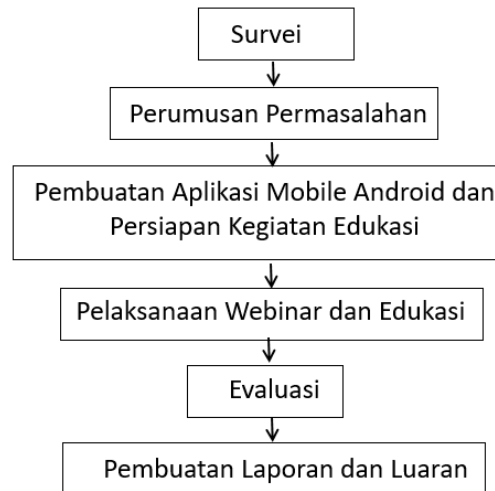 Survei
Perumusan Permasalahan
Pembuatan Aplikasi Mobile Android dan
Persiapan Kegiatan Edukasi
Pelaksanaan Webinar dan Edukasi
Evaluasi
Pembuatan Laporan dan Luaran